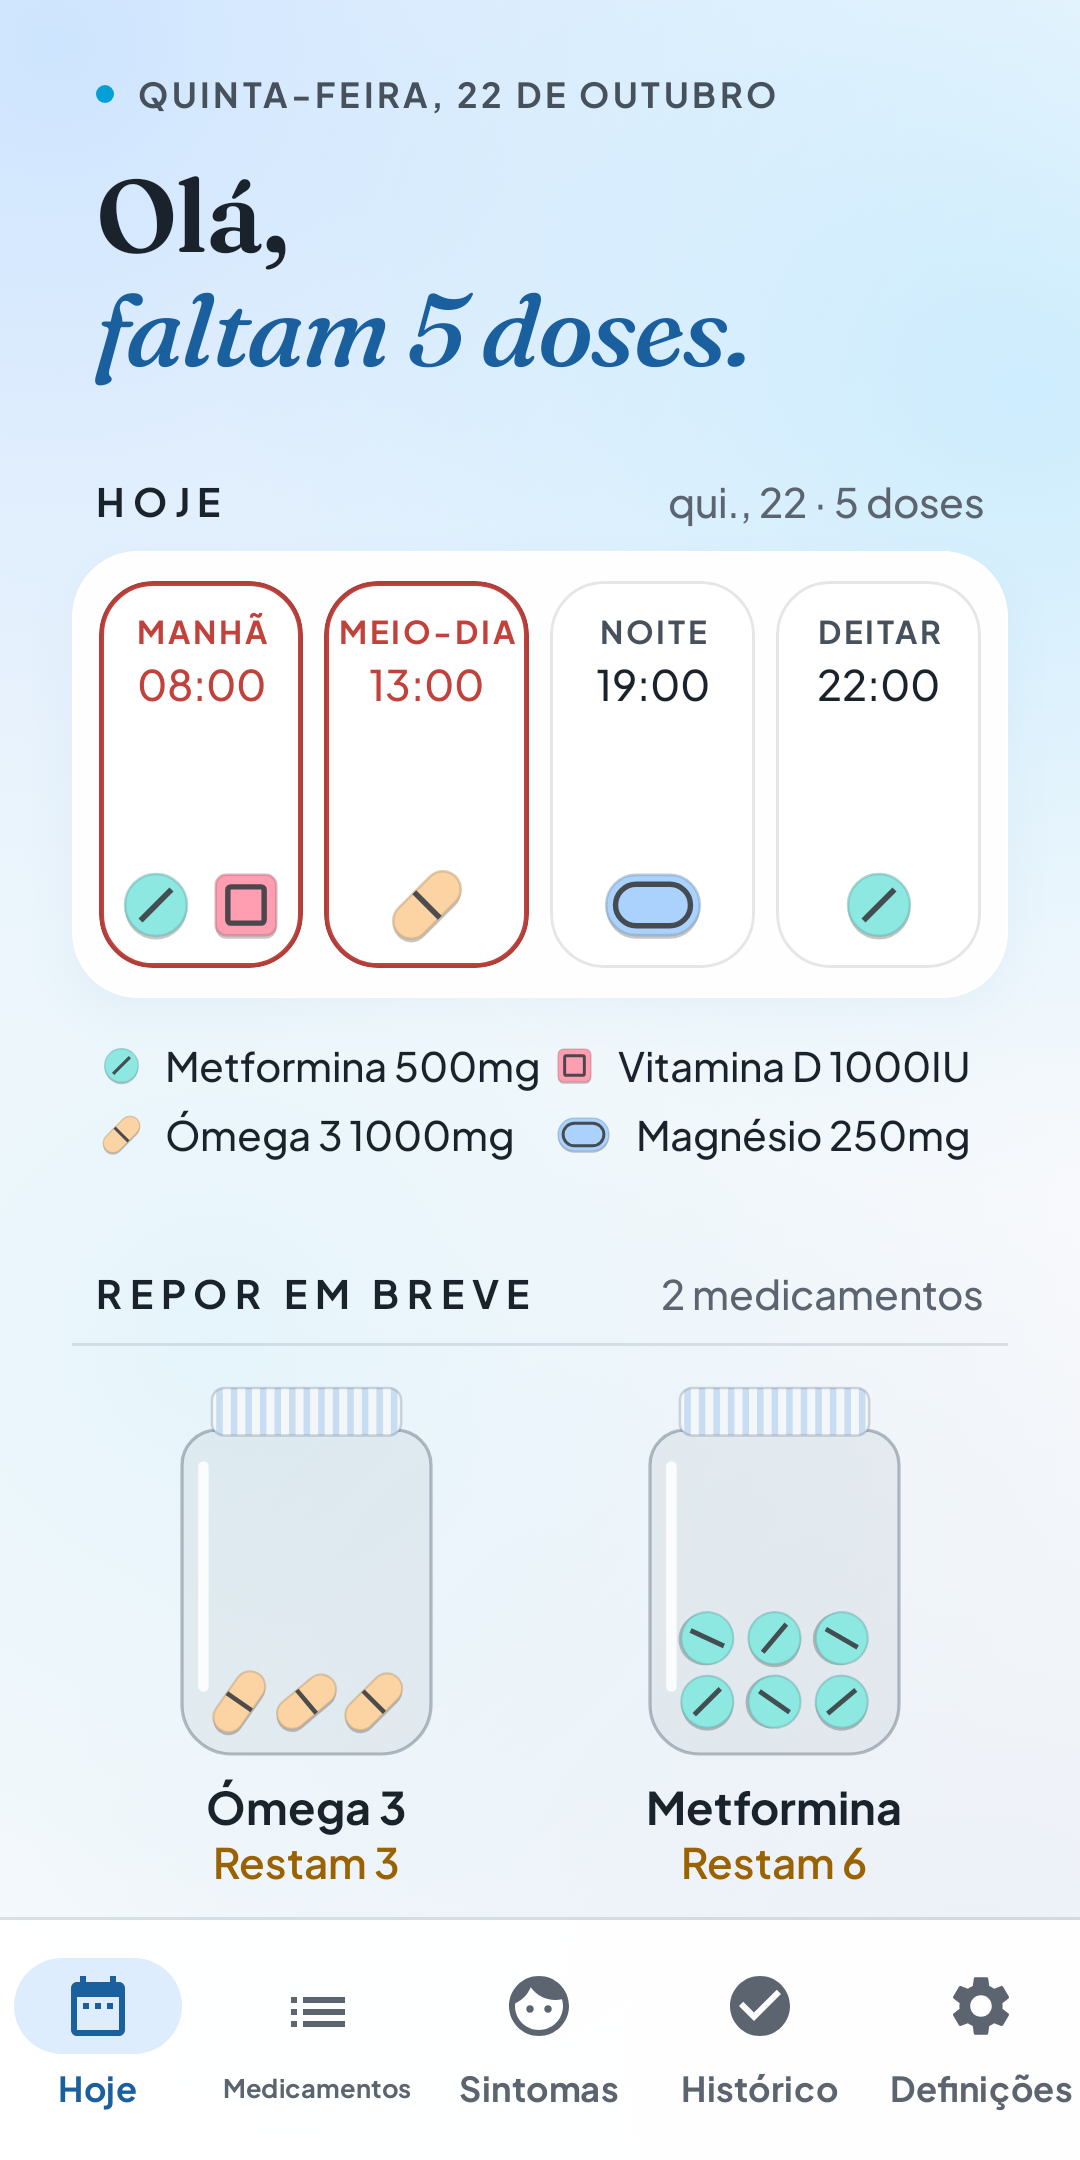 QUINTA-FEIRA, 22 DE OUTUBRO
Olá,
faltam 5 doses.
HOJE
qui., 22 · 5 doses
MANHÃ
08:00
MEIO-DIA
13:00
NOITE
19:00
DEITAR
22:00
Metformina 500mg
Vitamina D 1000IU
Ómega 3 1000mg
Magnésio 250mg
REPOR EM BREVE
2 medicamentos
Ómega 3
Restam 3
Metformina
Restam 6
Hoje
Medicamentos
Sintomas
Histórico
Definições